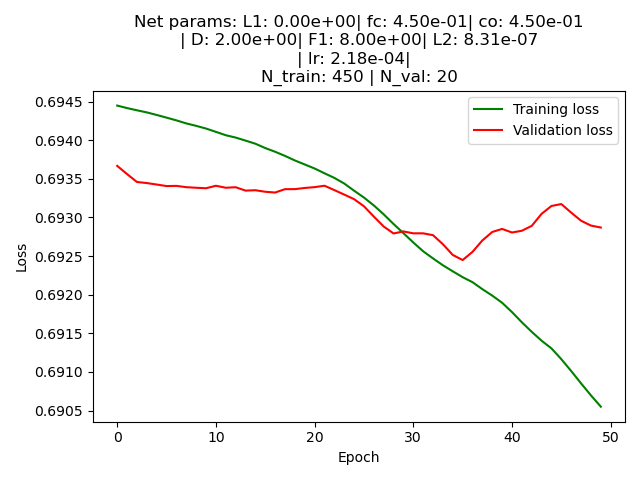 Net params: L1: 0.00e+00| fc: 4.50e-01| co: 4.50e-01
| D: 2.00e+00| F1: 8.00e+00| L2: 8.31e-07
| lr: 2.18e-04|
N_train: 450 | N_val: 20
Training loss
Validation loss
0.6945
0.6940
0.6935
0.6930
0.6925
0.6920
0.6915
0.6910
0.6905
Loss
0 10 20 30 40 50
Epoch